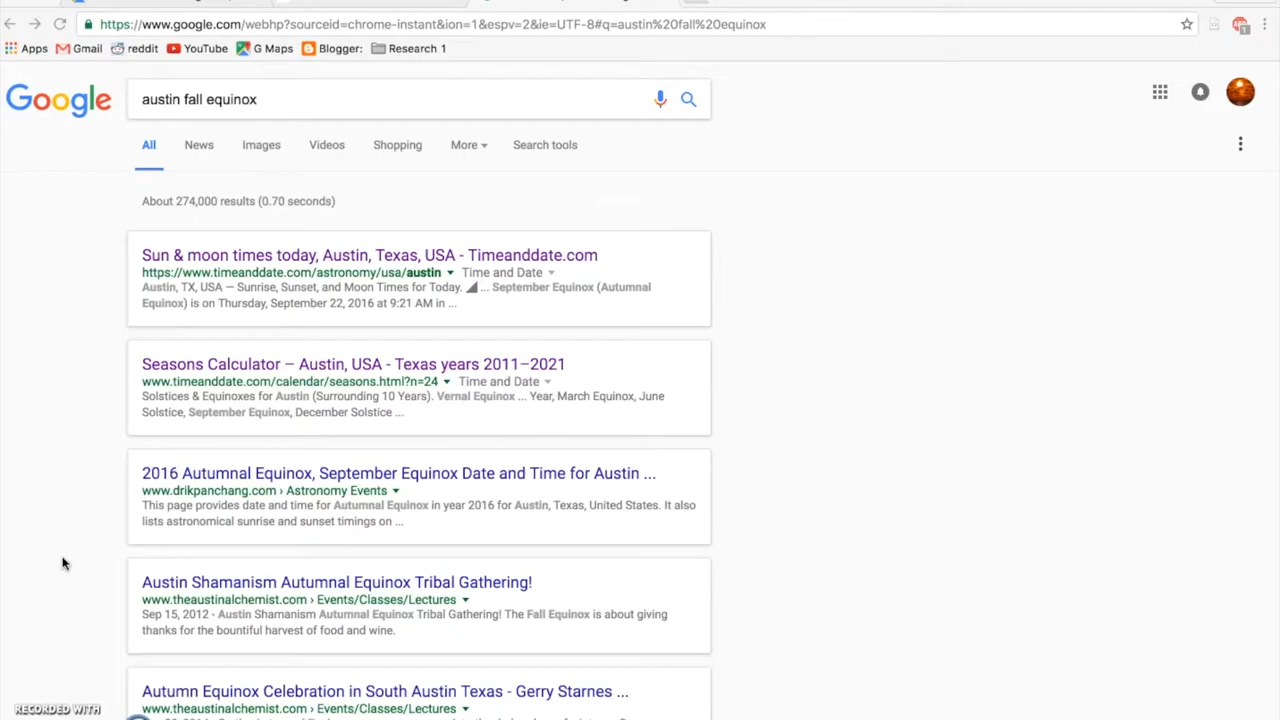 https://www.google.com/webhp?sourceid=chrome-instant&ion=1&espv=2&ie=UTF-8#q=austin%20fall%20equinox
Apps Gmail reddit YouTube G Maps Blogger: Research 1
Google austin fall equinox
All News Images Videos Shopping More Search tools
About 274,000 results (0.70 seconds)
Sun & moon times today, Austin, Texas, USA - Timeanddate.com
https://www.timeanddate.com/astronomy/usa/austin Time and Date
Austin, TX, USA — Sunrise, Sunset, and Moon Times for Today. ... September Equinox (Autumnal
Equinox) is on Thursday, September 22, 2016 at 9:21 AM in ...
Seasons Calculator – Austin, USA - Texas years 2011–2021
www.timeanddate.com/calendar/seasons.html?n=24 Time and Date
Solstices & Equinoxes for Austin (Surrounding 10 Years). Vernal Equinox ... Year, March Equinox, June
Solstice, September Equinox, December Solstice ...
2016 Autumnal Equinox, September Equinox Date and Time for Austin ...
www.drikpanchang.com › Astronomy Events
This page provides date and time for Autumnal Equinox in year 2016 for Austin, Texas, United States. It also
lists astronomical sunrise and sunset timings on ...
Austin Shamanism Autumnal Equinox Tribal Gathering!
www.theaustinalchemist.com › Events/Classes/Lectures
Sep 15, 2012 - Austin Shamanism Autumnal Equinox Tribal Gathering! The Fall Equinox is about giving
thanks for the bountiful harvest of food and wine.
Autumn Equinox Celebration in South Austin Texas - Gerry Starnes ...
www.theaustinalchemist.com › Events/Classes/Lectures
RECORDED WITH